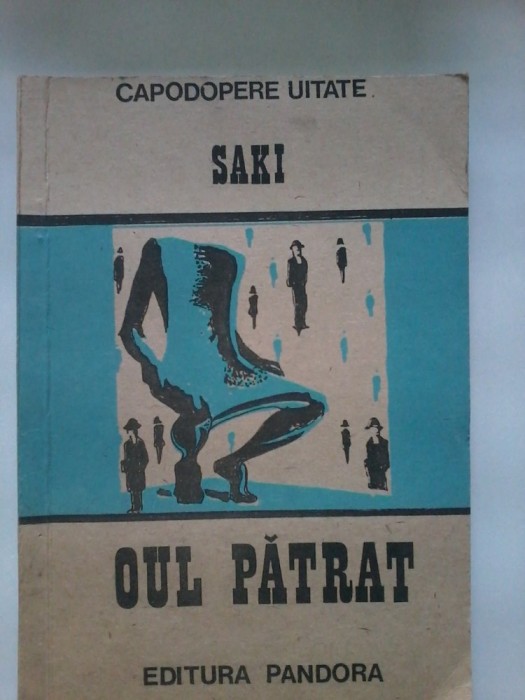 CAPODOPERE UITATE
SAKI
OUL PĂTRAT
EDITURA PANDORA